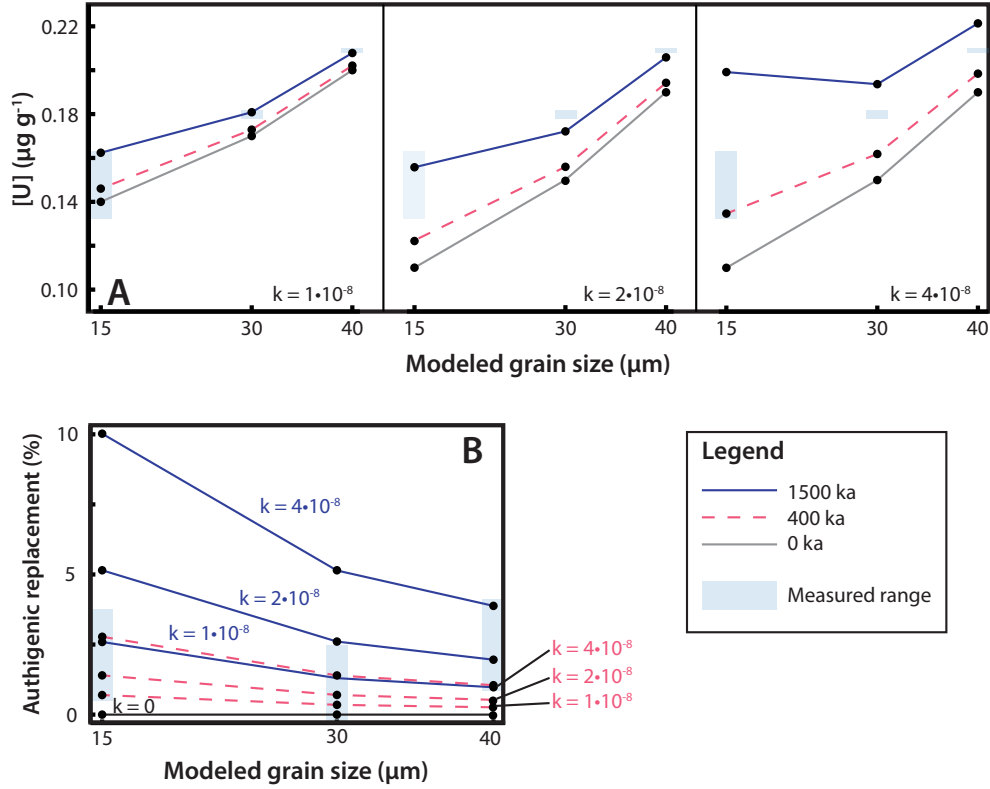 0.22
0.18
0.14
0.10
[U] (µg g⁻¹)
A
k = 1•10⁻⁸
k = 2•10⁻⁸
k = 4•10⁻⁸
15 30 40 15 30 40 15 30 40
Modeled grain size (µm)
10
5
0
Authigenic replacement (%)
B
k = 4•10⁻⁸
k = 2•10⁻⁸
k = 1•10⁻⁸
k = 0
k = 4•10⁻⁸
k = 2•10⁻⁸
k = 1•10⁻⁸
15 30 40
Modeled grain size (µm)
Legend
1500 ka
400 ka
0 ka
Measured range